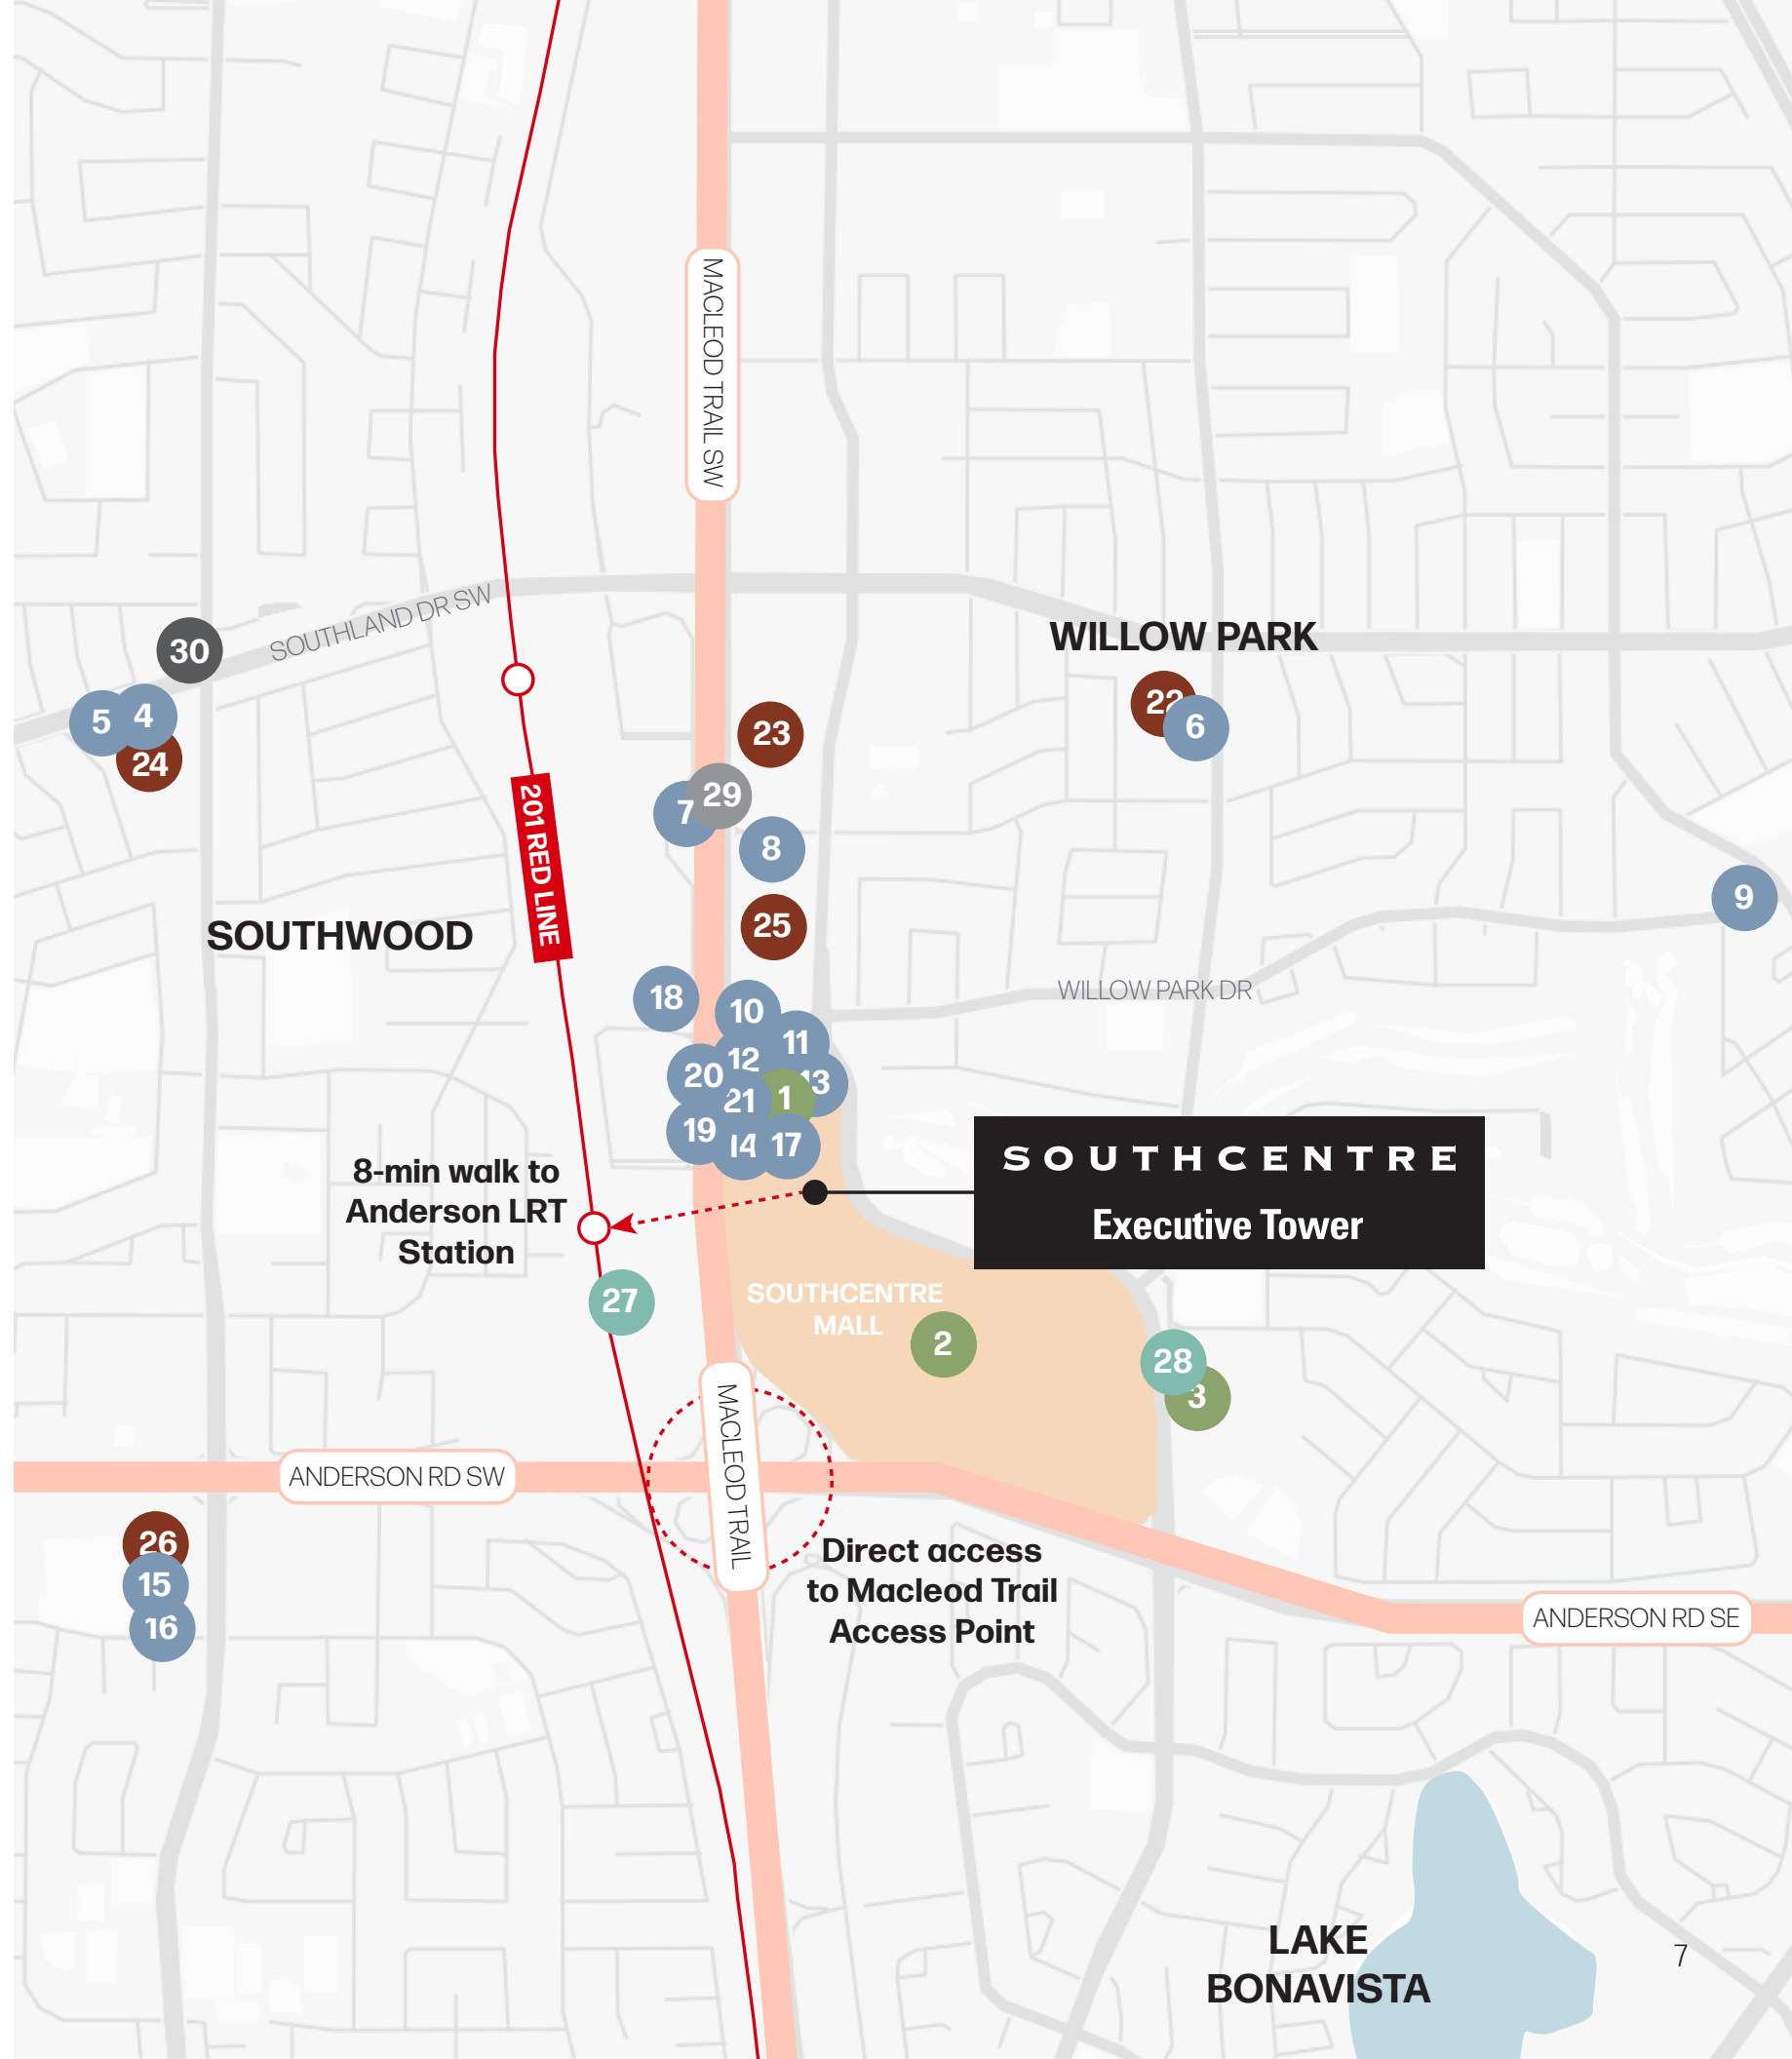 MACLEOD TRAIL SW
SOUTHLAND DR SW
30
WILLOW PARK
5
4
24
22
6
23
7
29
8
201 RED LINE
9
SOUTHWOOD
25
WILLOW PARK DR
18
10
11
12
20
13
21
1
19
14
17
SOUTHCENTRE
Executive Tower
8-min walk to
Anderson LRT
Station
27
SOUTHCENTRE
MALL
2
28
3
MACLEOD TRAIL
ANDERSON RD SW
26
15
16
Direct access
to Macleod Trail
Access Point
ANDERSON RD SE
LAKE
BONAVISTA
7